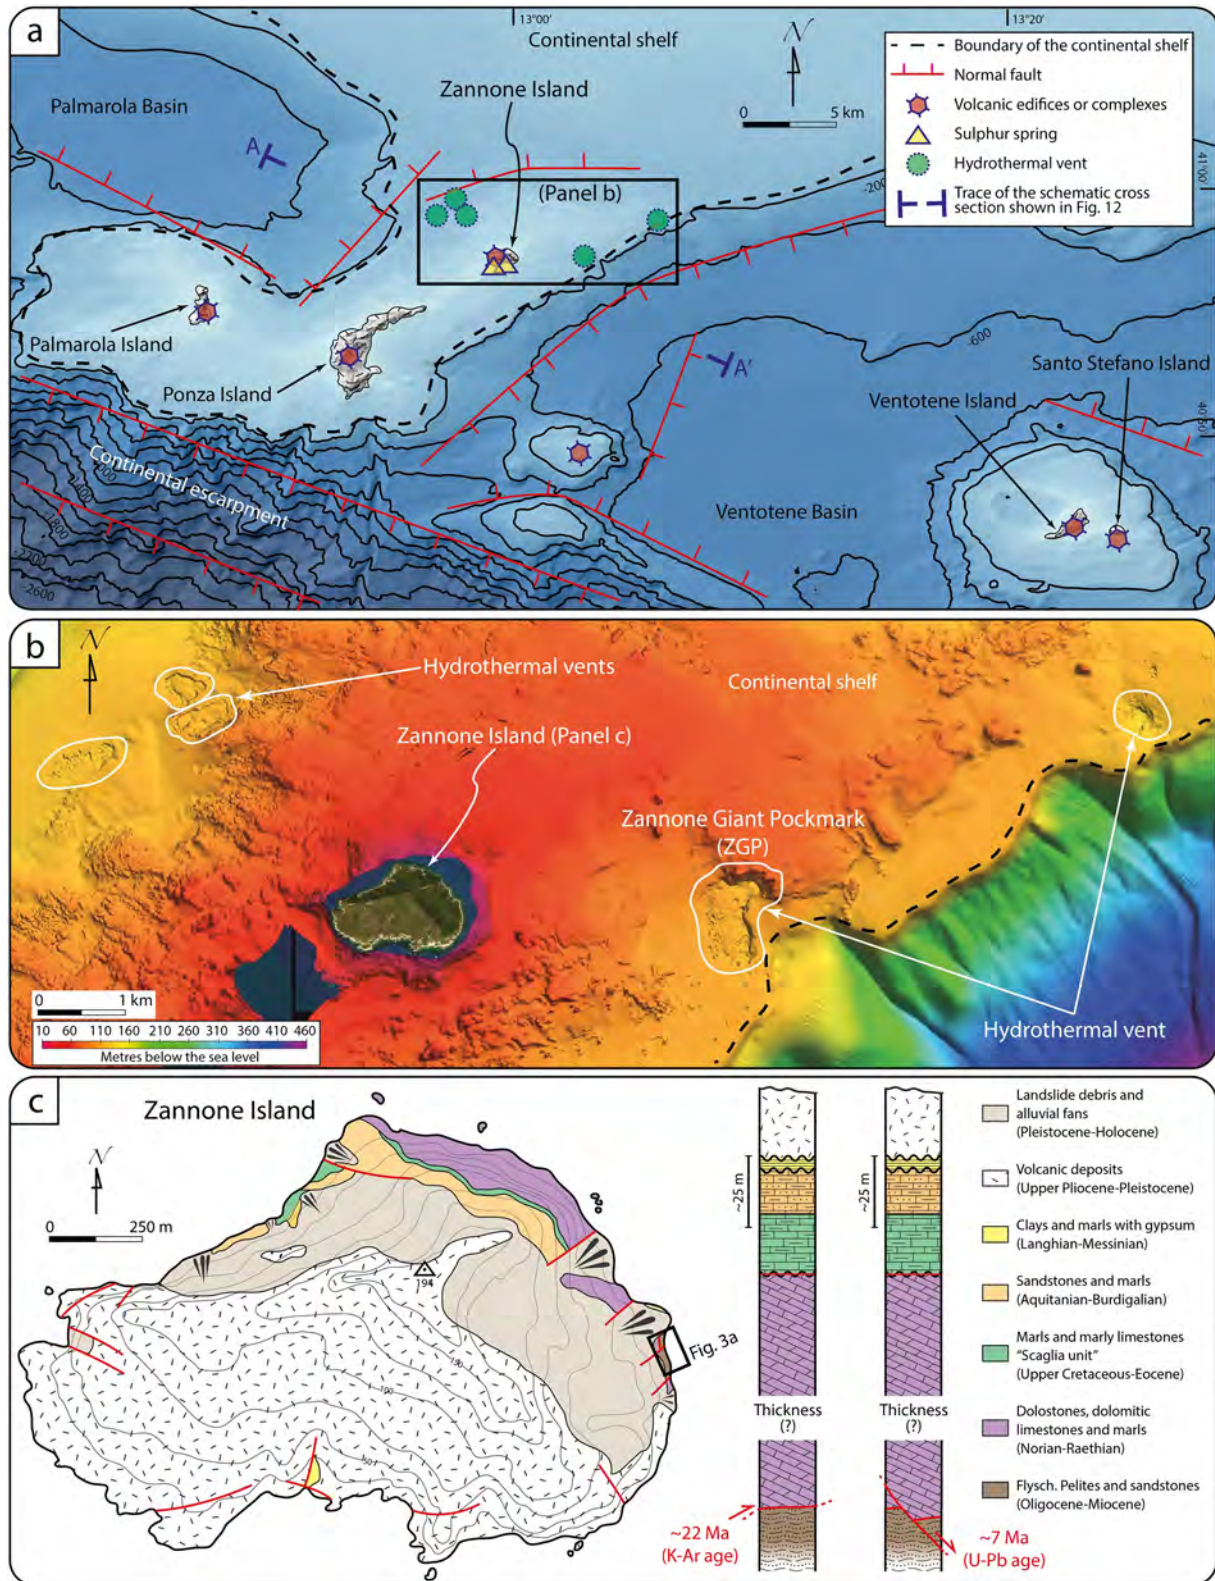 a
13°00'
13°20'
Continental shelf
N
Palmarola Basin
Zannone Island
0 5 km
A
(Panel b)
-200
41°00'
Boundary of the continental shelf
Normal fault
Volcanic edifices or complexes
Sulphur spring
Hydrothermal vent
Trace of the schematic cross
section shown in Fig. 12
Palmarola Island
Ponza Island
-600
A'
Santo Stefano Island
Ventotene Island
40°50'
Continental escarpment
-1400
-1800
-2200
-2600
Ventotene Basin
b
N
Hydrothermal vents
Continental shelf
Zannone Island (Panel c)
Zannone Giant Pockmark
(ZGP)
Hydrothermal vent
0 1 km
10 60 110 160 210 260 310 360 410 460
Metres below the sea level
c
Zannone Island
N
0 250 m
194
150
100
50
Fig. 3a
~25 m
~25 m
Thickness
(?)
Thickness
(?)
~22 Ma
(K-Ar age)
~7 Ma
(U-Pb age)
Landslide debris and
alluvial fans
(Pleistocene-Holocene)
Volcanic deposits
(Upper Pliocene-Pleistocene)
Clays and marls with gypsum
(Langhian-Messinian)
Sandstones and marls
(Aquitanian-Burdigalian)
Marls and marly limestones
"Scaglia unit"
(Upper Cretaceous-Eocene)
Dolostones, dolomitic
limestones and marls
(Norian-Raethian)
Flysch. Pelites and sandstones
(Oligocene-Miocene)